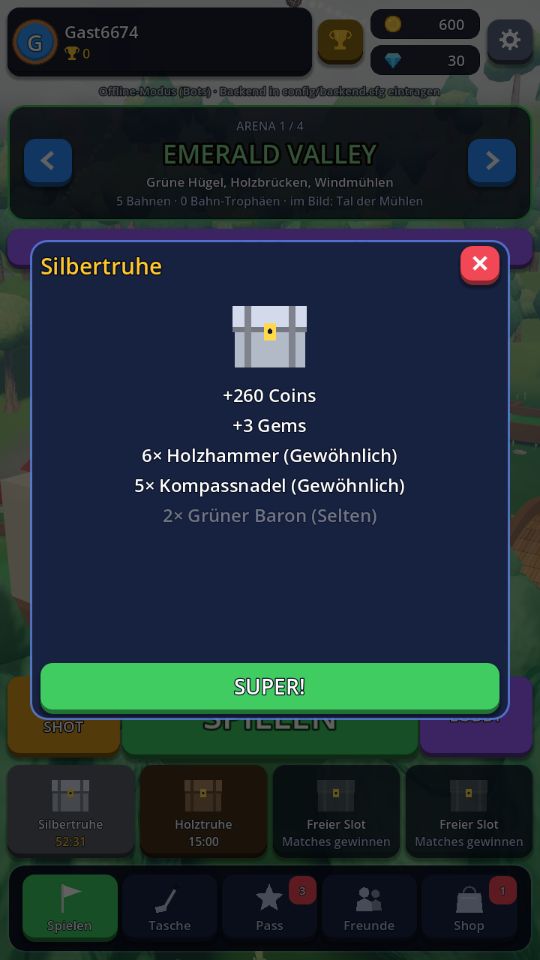 G
Gast6674
0
600
30
Offline-Modus (Bots) · Backend in config/backend.cfg eintragen
ARENA 1 / 4
EMERALD VALLEY
Grüne Hügel, Holzbrücken, Windmühlen
5 Bahnen · 0 Bahn-Trophäen · im Bild: Tal der Mühlen
Silbertruhe
+260 Coins
+3 Gems
6× Holzhammer (Gewöhnlich)
5× Kompassnadel (Gewöhnlich)
2× Grüner Baron (Selten)
SUPER!
SHOT
SPIELEN
Silbertruhe
52:31
Holztruhe
15:00
Freier Slot
Matches gewinnen
Freier Slot
Matches gewinnen
Spielen
Tasche
3
Pass
Freunde
1
Shop